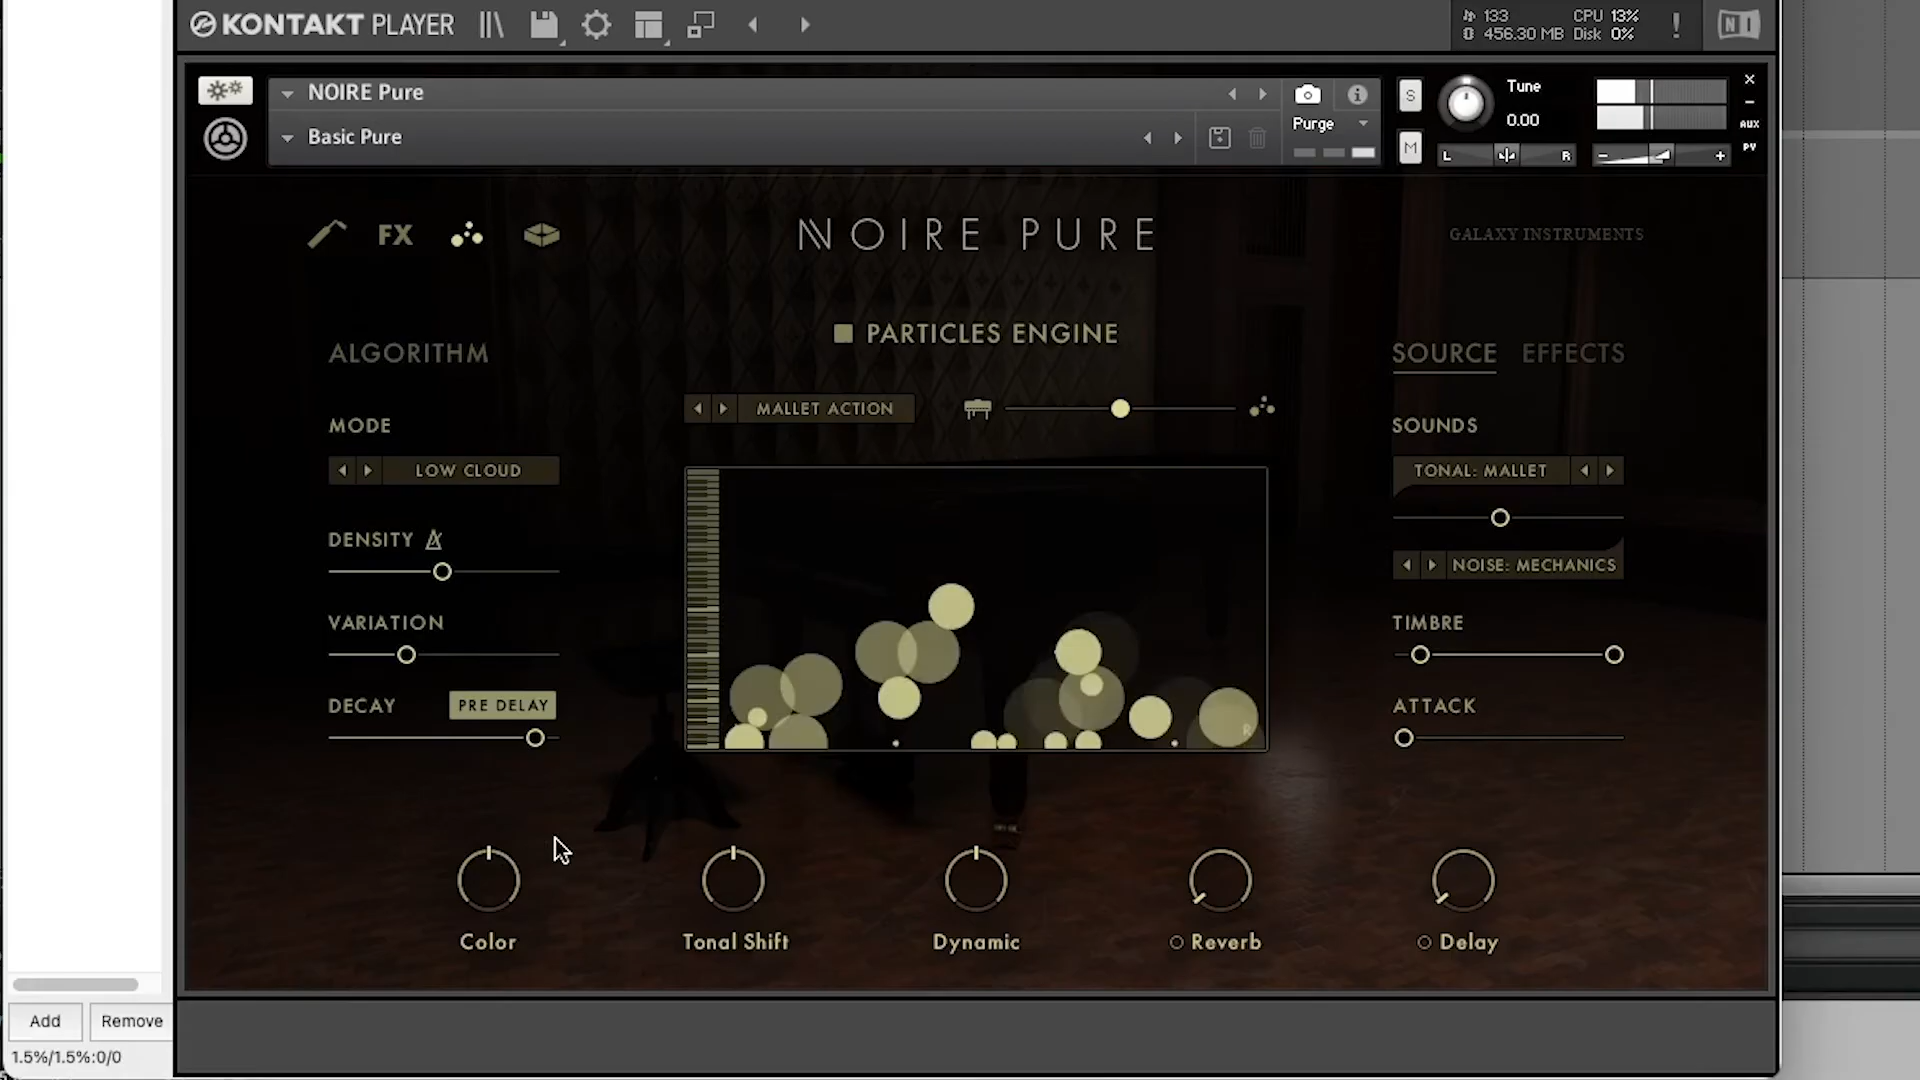 KONTAKT PLAYER
133 CPU 13%
456.30 MB Disk 0%
! NI
NOIRE Pure
Basic Pure
Purge
S
M
Tune
0.00
L R
- +
×
-
AUX
PV
FX
NOIRE PURE
GALAXY INSTRUMENTS
PARTICLES ENGINE
ALGORITHM
SOURCE EFFECTS
MALLET ACTION
MODE
LOW CLOUD
SOUNDS
TONAL: MALLET
DENSITY
NOISE: MECHANICS
VARIATION
TIMBRE
DECAY PRE DELAY
ATTACK
R
Color
Tonal Shift
Dynamic
Reverb
Delay
Add Remove
1.5%/1.5%:0/0